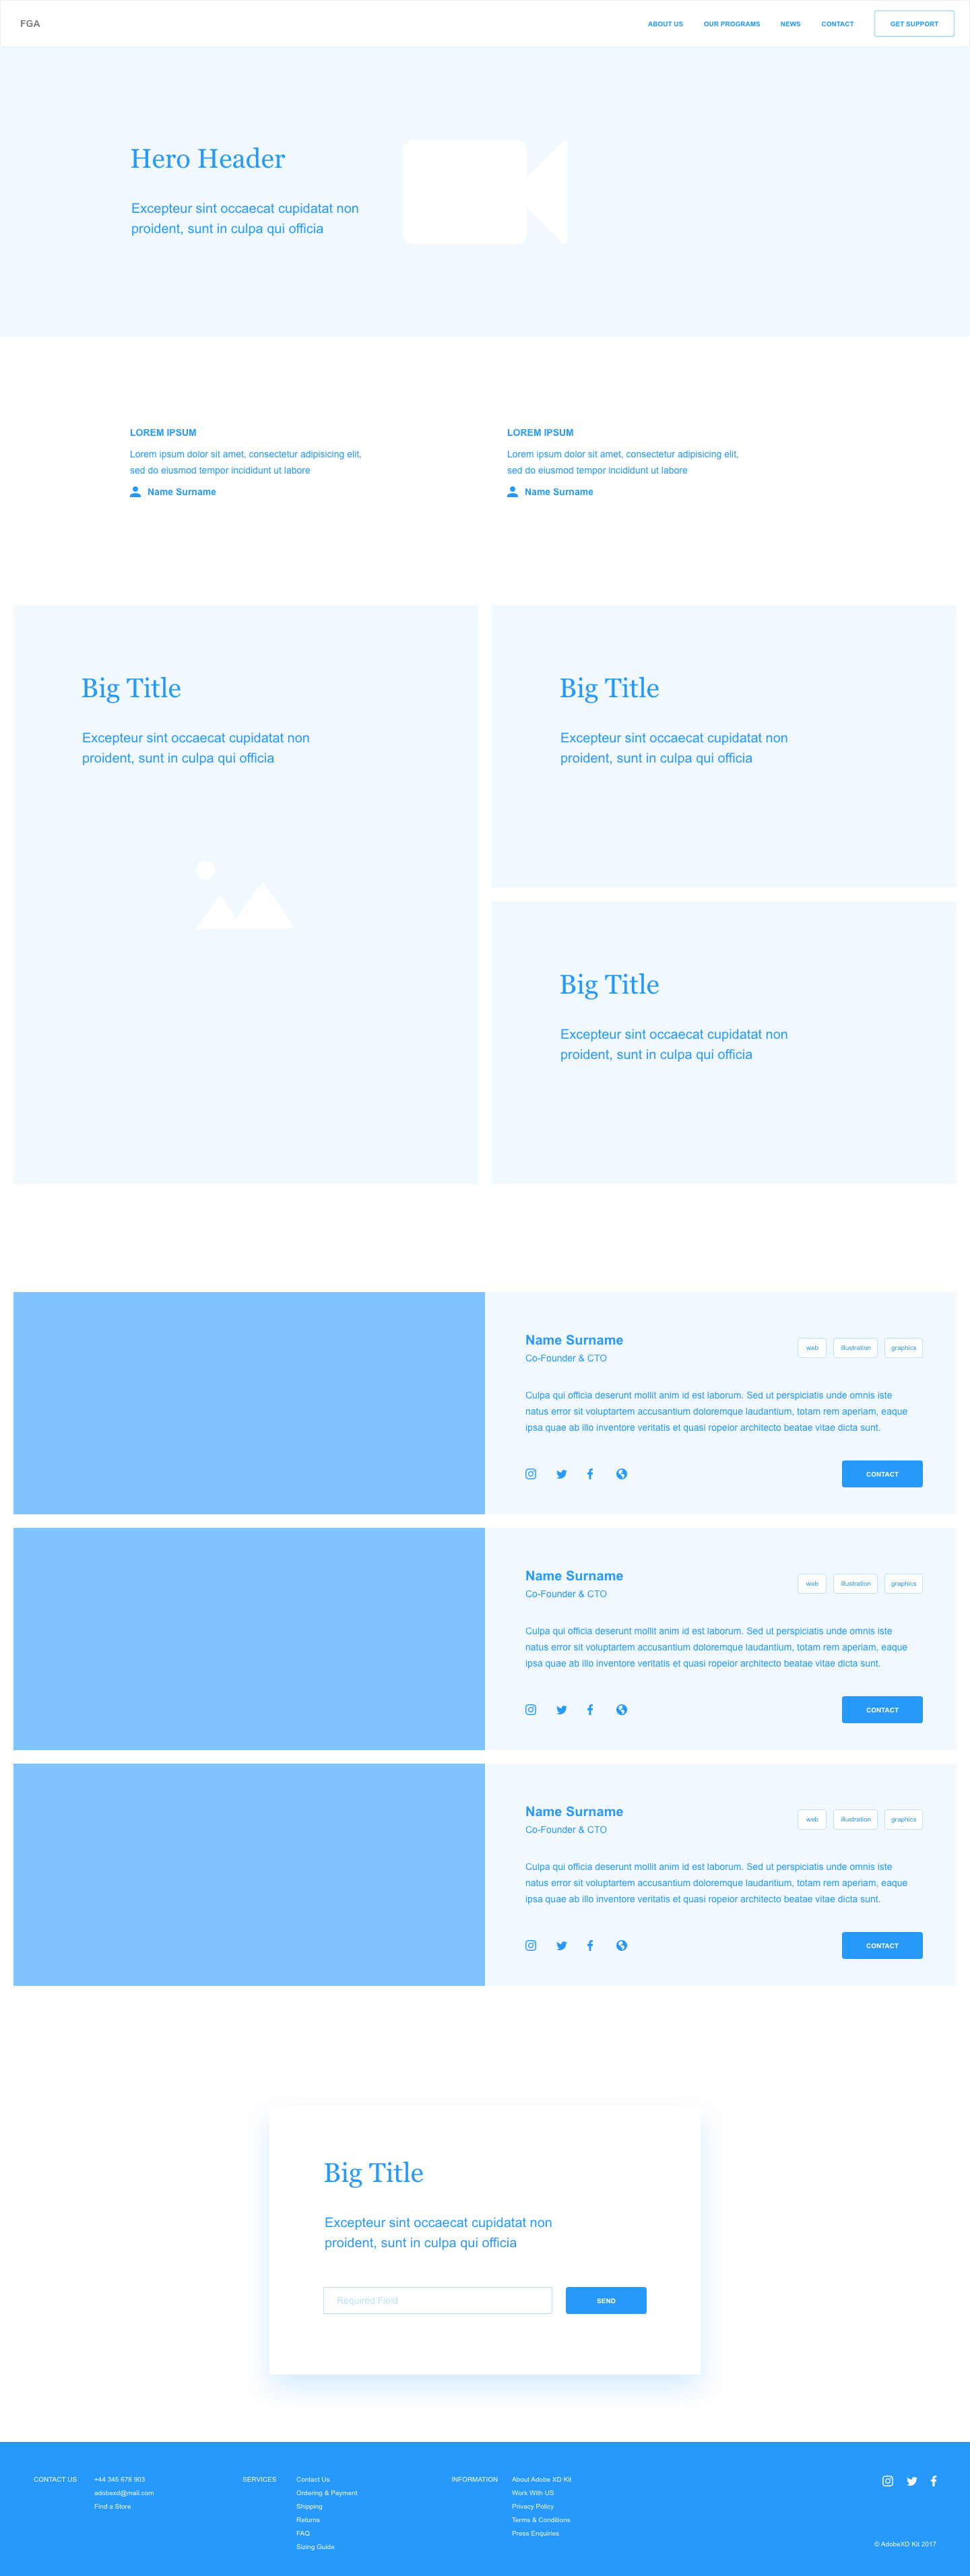 FGA
ABOUT US
OUR PROGRAMS
NEWS
CONTACT
GET SUPPORT
Hero Header
Excepteur sint occaecat cupidatat non
proident, sunt in culpa qui officia
LOREM IPSUM
Lorem ipsum dolor sit amet, consectetur adipisicing elit,
sed do eiusmod tempor incididunt ut labore
Name Surname
LOREM IPSUM
Lorem ipsum dolor sit amet, consectetur adipisicing elit,
sed do eiusmod tempor incididunt ut labore
Name Surname
Big Title
Excepteur sint occaecat cupidatat non
proident, sunt in culpa qui officia
Big Title
Excepteur sint occaecat cupidatat non
proident, sunt in culpa qui officia
Big Title
Excepteur sint occaecat cupidatat non
proident, sunt in culpa qui officia
Name Surname
Co-Founder & CTO
web
illustration
graphics
Culpa qui officia deserunt mollit anim id est laborum. Sed ut perspiciatis unde omnis iste
natus error sit voluptartem accusantium doloremque laudantium, totam rem aperiam, eaque
ipsa quae ab illo inventore veritatis et quasi ropeior architecto beatae vitae dicta sunt.
CONTACT
Name Surname
Co-Founder & CTO
web
illustration
graphics
Culpa qui officia deserunt mollit anim id est laborum. Sed ut perspiciatis unde omnis iste
natus error sit voluptartem accusantium doloremque laudantium, totam rem aperiam, eaque
ipsa quae ab illo inventore veritatis et quasi ropeior architecto beatae vitae dicta sunt.
CONTACT
Name Surname
Co-Founder & CTO
web
illustration
graphics
Culpa qui officia deserunt mollit anim id est laborum. Sed ut perspiciatis unde omnis iste
natus error sit voluptartem accusantium doloremque laudantium, totam rem aperiam, eaque
ipsa quae ab illo inventore veritatis et quasi ropeior architecto beatae vitae dicta sunt.
CONTACT
Big Title
Excepteur sint occaecat cupidatat non
proident, sunt in culpa qui officia
Required Field
SEND
CONTACT US
+44 345 678 903
adobexd@mail.com
Find a Store
SERVICES
Contact Us
Ordering & Payment
Shipping
Returns
FAQ
Sizing Guide
INFORMATION
About Adobe XD Kit
Work With US
Privacy Policy
Terms & Conditions
Press Enquiries
© AdobeXD Kit 2017